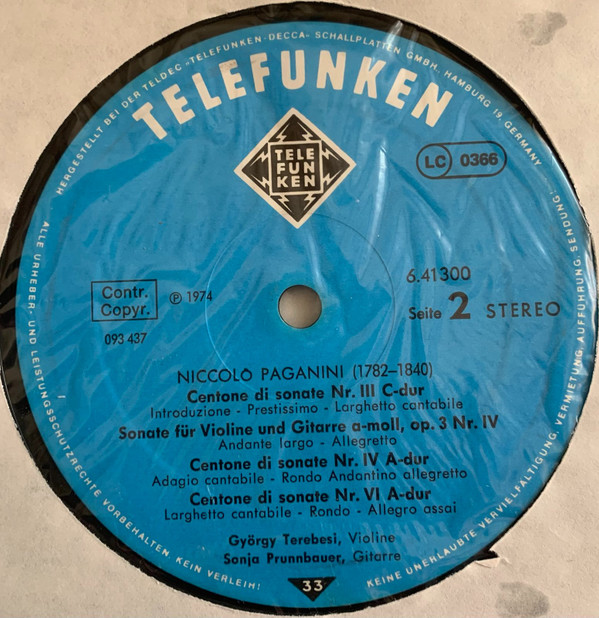 HERGESTELLT BEI DER TELDEC »TELEFUNKEN-DECCA« SCHALLPLATTEN GMBH, HAMBURG 19, GERMANY
TELEFUNKEN
TELE
FUN
KEN
LC 0366
6.41300
Contr.
Copyr.
℗ 1974
Seite 2 STEREO
093 437
NICCOLÒ PAGANINI (1782–1840)
Centone di sonate Nr. III C-dur
Introduzione - Prestissimo - Larghetto cantabile
Sonate für Violine und Gitarre a-moll, op. 3 Nr. IV
Andante largo - Allegretto
Centone di sonate Nr. IV A-dur
Adagio cantabile - Rondo Andantino allegretto
Centone di sonate Nr. VI A-dur
Larghetto cantabile - Rondo - Allegro assai
György Terebesi, Violine
Sonja Prunnbauer, Gitarre
33
ALLE URHEBER- UND LEISTUNGSSCHUTZRECHTE VORBEHALTEN. KEIN VERLEIH!
KEINE UNERLAUBTE VERVIELFÄLTIGUNG, VERMIETUNG, AUFFÜHRUNG, SENDUNG!